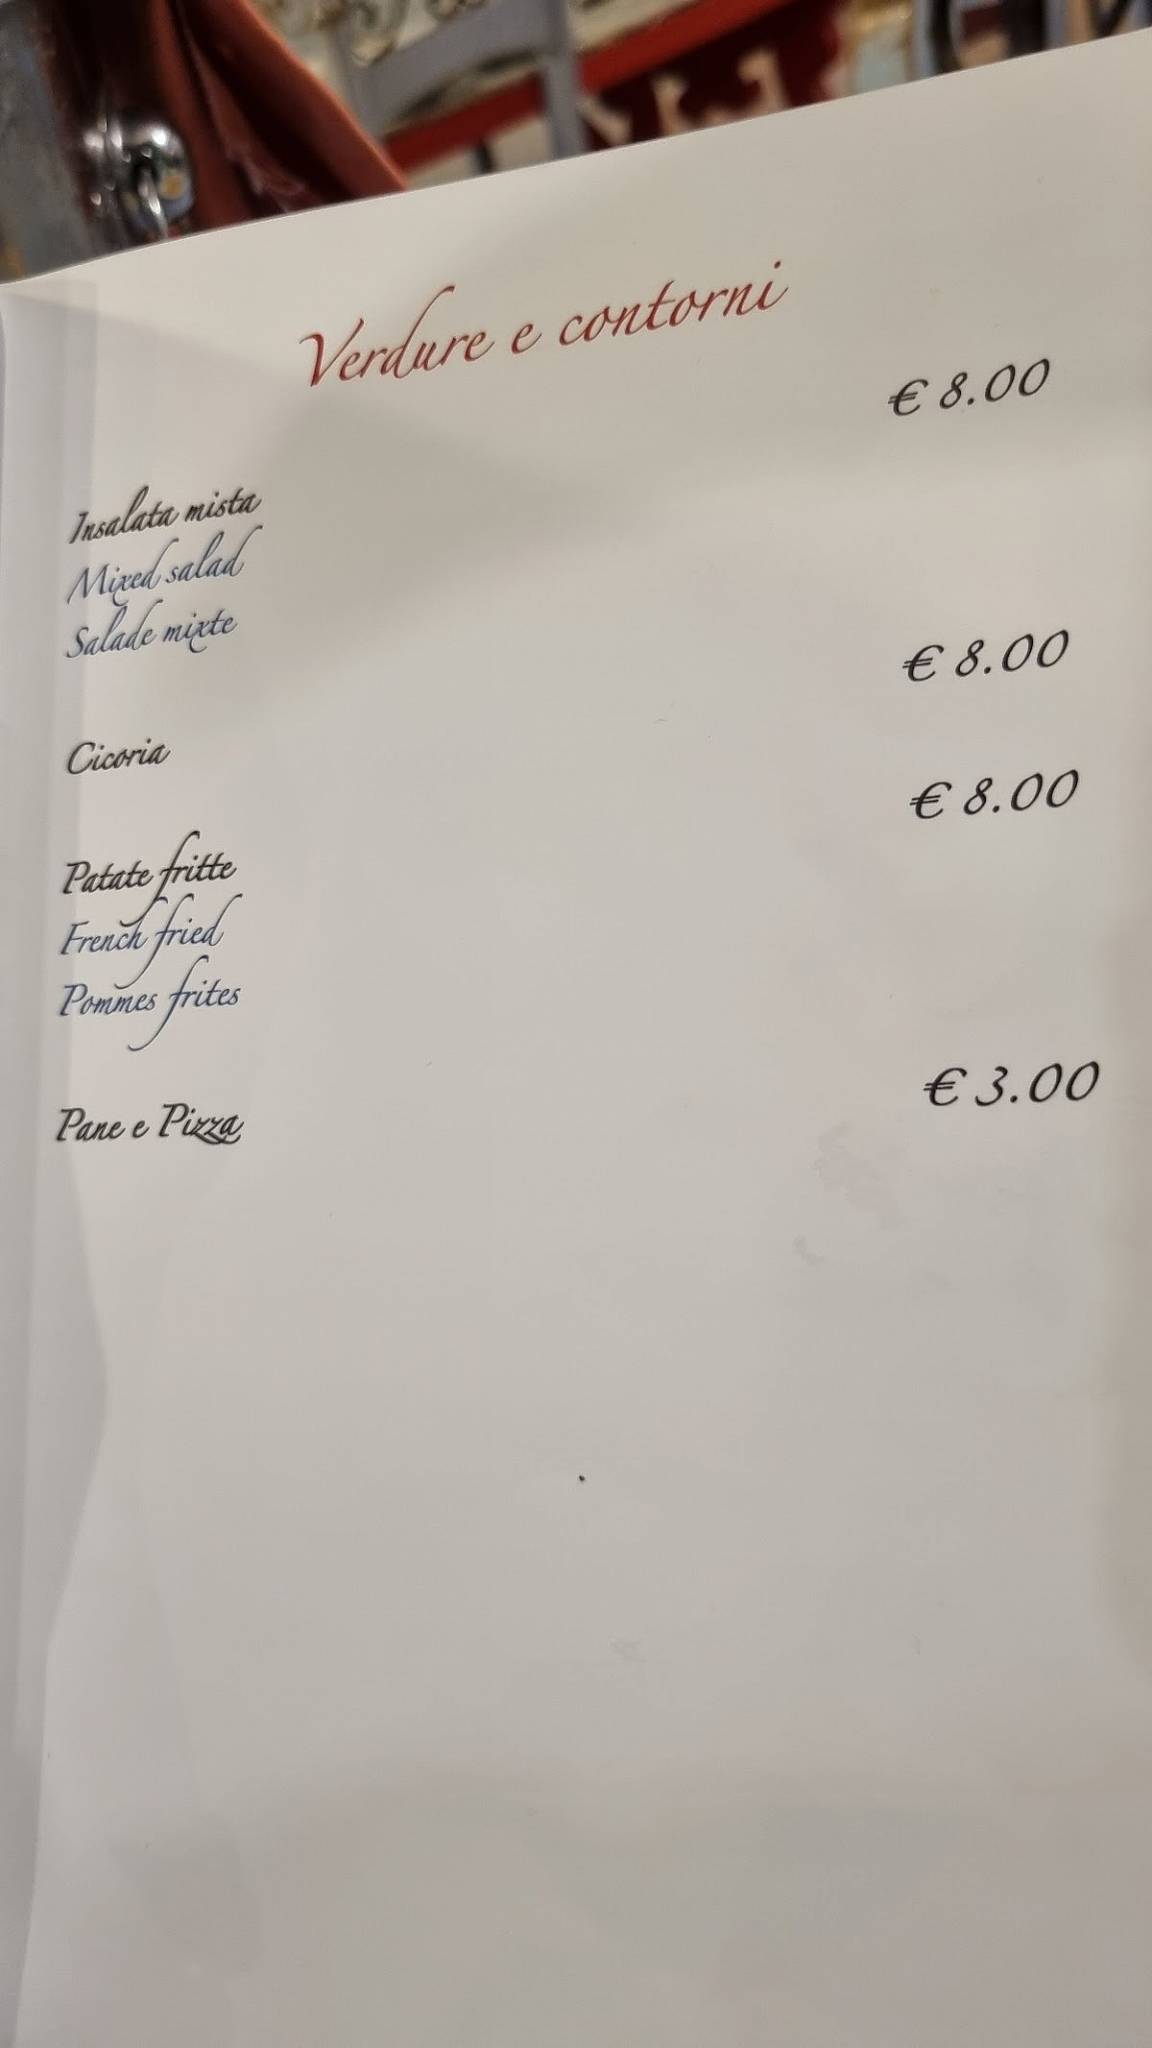 Verdure e contorni
Insalata mista € 8.00
Mixed salad
Salade mixte
Cicoria € 8.00
Patate fritte € 8.00
French fried
Pommes frites
Pane e Pizza € 3.00